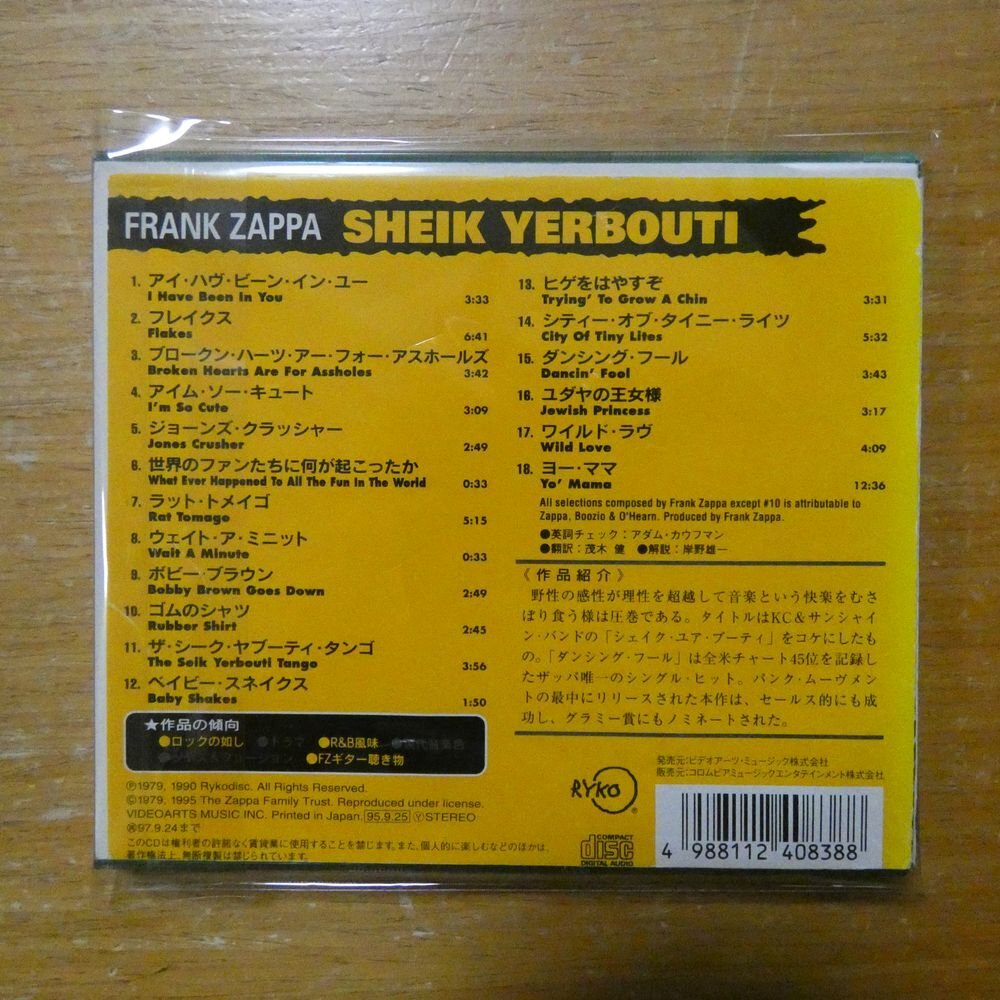 FRANK ZAPPA SHEIK YERBOUTI
1. アイ・ハヴ・ビーン・イン・ユー
I Have Been In You 3:33
2. フレイクス
Flakes 6:41
3. ブロークン・ハーツ・アー・フォー・アスホールズ
Broken Hearts Are For Assholes 3:42
4. アイム・ソー・キュート
I'm So Cute 3:09
5. ジョーンズ・クラッシャー
Jones Crusher 2:49
6. 世界のファンたちに何が起こったか
What Ever Happened To All The Fun In The World 0:33
7. ラット・トメイゴ
Rat Tomago 5:15
8. ウェイト・ア・ミニット
Wait A Minute 0:33
9. ボビー・ブラウン
Bobby Brown Goes Down 2:49
10. ゴムのシャツ
Rubber Shirt 2:45
11. ザ・シーク・ヤブーティ・タンゴ
The Seik Yerbouti Tango 3:56
12. ベイビー・スネイクス
Baby Shakes 1:50
★作品の傾向
●ロックの如し ●ドラマ ●R&B風味 ●現代音楽色
●FZギター聴き物
Ⓟ1979, 1990 Rykodisc. All Rights Reserved.
©1979, 1995 The Zappa Family Trust. Reproduced under license.
VIDEOARTS MUSIC INC. Printed in Japan. 95.9.25 Ⓨ STEREO
97.9.24まで
このCDは権利者の許諾なく賃貸業に使用することを禁じます。また、個人的に楽しむなどのほかは、
著作権法上、無断複製は禁じられています。
13. ヒゲをはやすぞ
Trying' To Grow A Chin 3:31
14. シティー・オブ・タイニー・ライツ
City Of Tiny Lites 5:32
15. ダンシング・フール
Dancin' Fool 3:43
16. ユダヤの王女様
Jewish Princess 3:17
17. ワイルド・ラヴ
Wild Love 4:09
18. ヨー・ママ
Yo' Mama 12:36
All selections composed by Frank Zappa except #10 is attributable to
Zappa, Boozio & O'Hearn. Produced by Frank Zappa.
●英詞チェック：アダム・カウフマン
●翻訳：茂木 健 ●解説：岸野雄一
《作品紹介》
野性の感性が理性を超越して音楽という快楽をむさ
ぼり食う様は圧巻である。タイトルはKC＆サンシャイ
ン・バンドの「シェイク・ユア・ブーティ」をコケにしたも
の。「ダンシング・フール」は全米チャート45位を記録し
たザッパ唯一のシングル・ヒット。パンク・ムーヴメン
トの最中にリリースされた本作は、セールス的にも成
功し、グラミー賞にもノミネートされた。
発売元：ビデオアーツ・ミュージック株式会社
販売元：コロムビアミュージックエンタテインメント株式会社
RYKO
COMPACT
disc
DIGITAL AUDIO
4 988112 408388